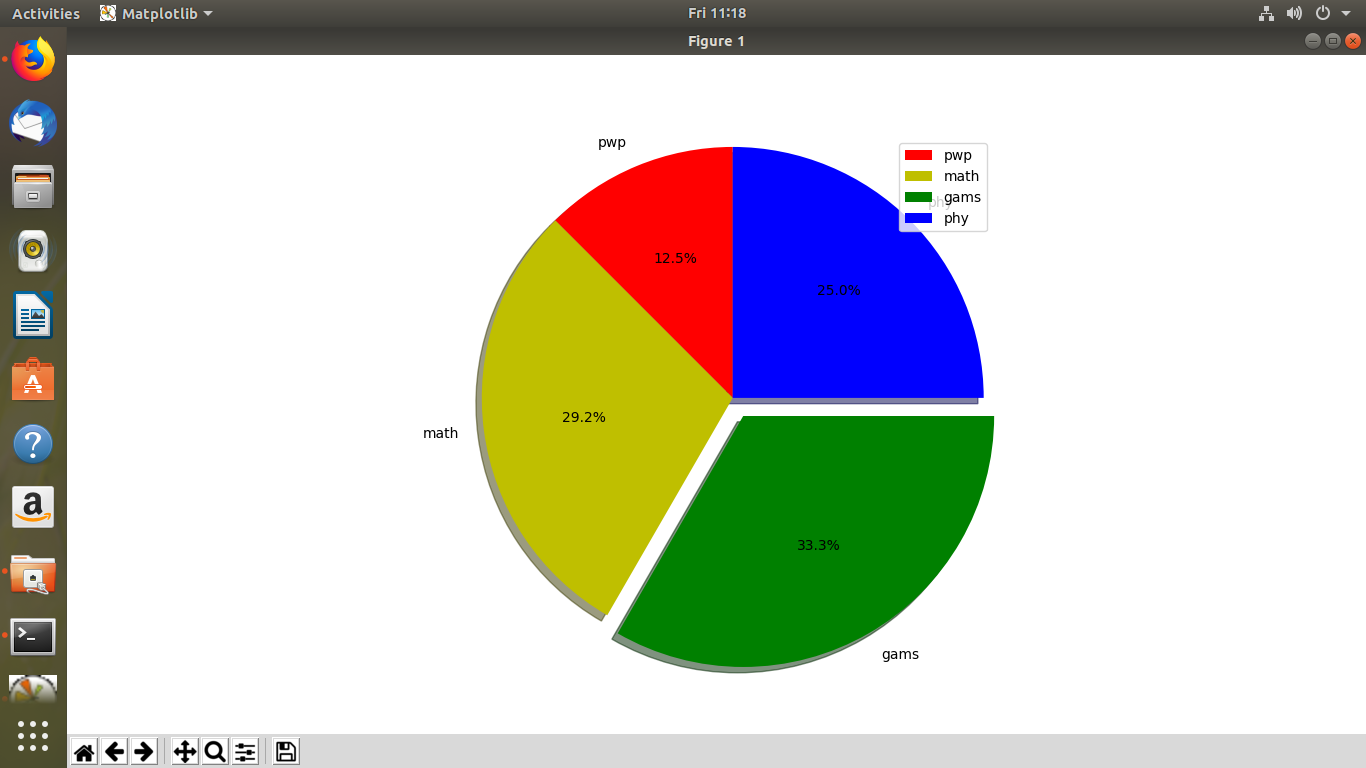 Activities Matplotlib Fri 11:18
Figure 1
pwp
math
gams
phy
phy
pwp
12.5%
25.0%
29.2%
math
33.3%
gams